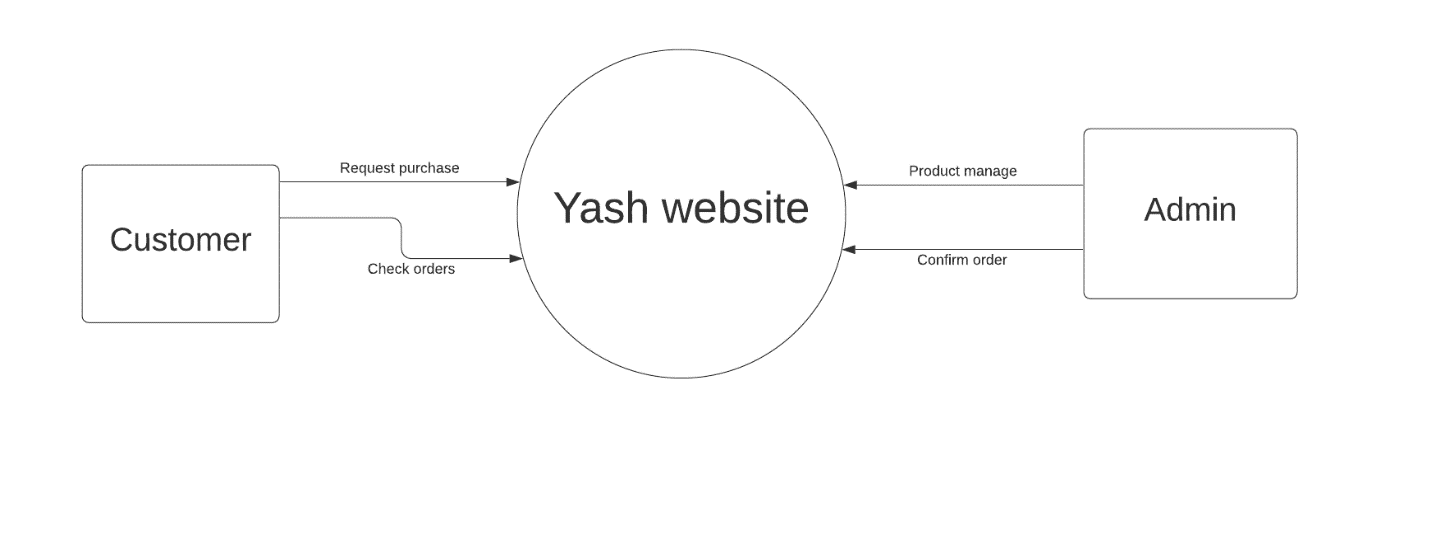 Request purchase
Customer
Check orders
Yash website
Product manage
Admin
Confirm order